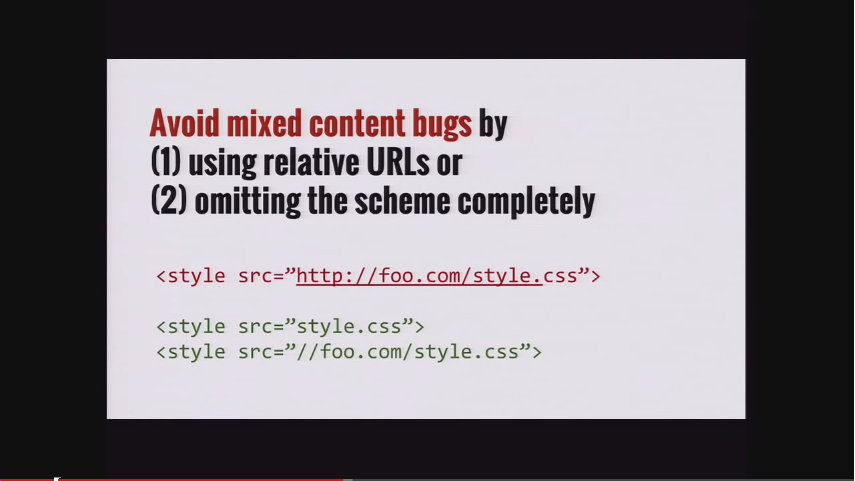 Avoid mixed content bugs by
(1) using relative URLs or
(2) omitting the scheme completely
<style src=”http://foo.com/style.css”>
<style src=”style.css”>
<style src=”//foo.com/style.css”>